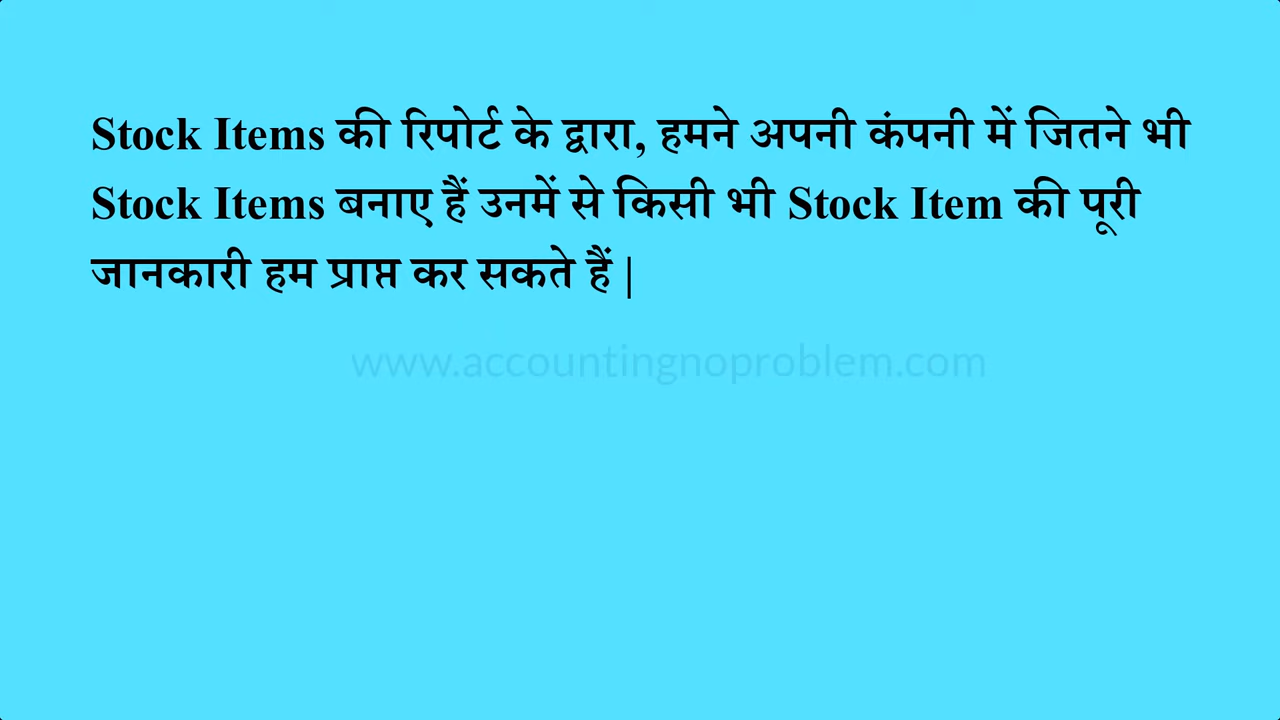 Stock Items की रिपोर्ट के द्वारा, हमने अपनी कंपनी में जितने भी
Stock Items बनाए हैं उनमें से किसी भी Stock Item की पूरी
जानकारी हम प्राप्त कर सकते हैं |
www.accountingnoproblem.com